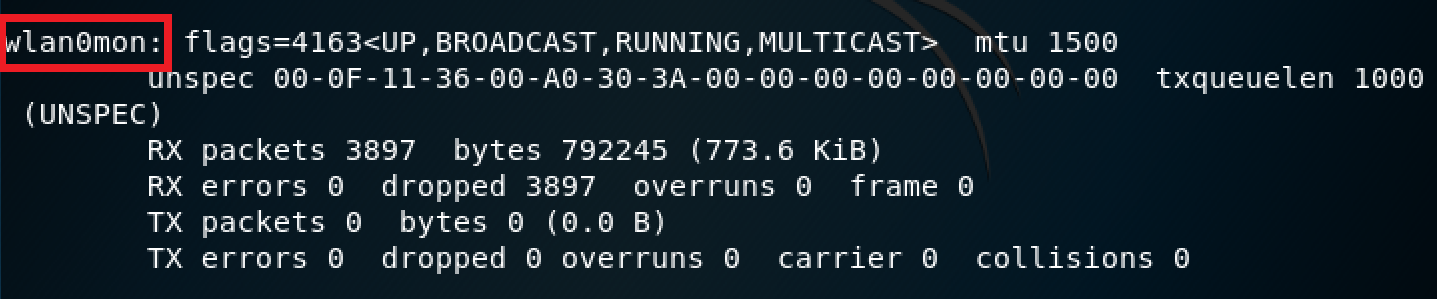 wlan0mon: flags=4163<UP,BROADCAST,RUNNING,MULTICAST>  mtu 1500
        unspec 00-0F-11-36-00-A0-30-3A-00-00-00-00-00-00-00-00  txqueuelen 1000
 (UNSPEC)
        RX packets 3897  bytes 792245 (773.6 KiB)
        RX errors 0  dropped 3897  overruns 0  frame 0
        TX packets 0  bytes 0 (0.0 B)
        TX errors 0  dropped 0 overruns 0  carrier 0  collisions 0